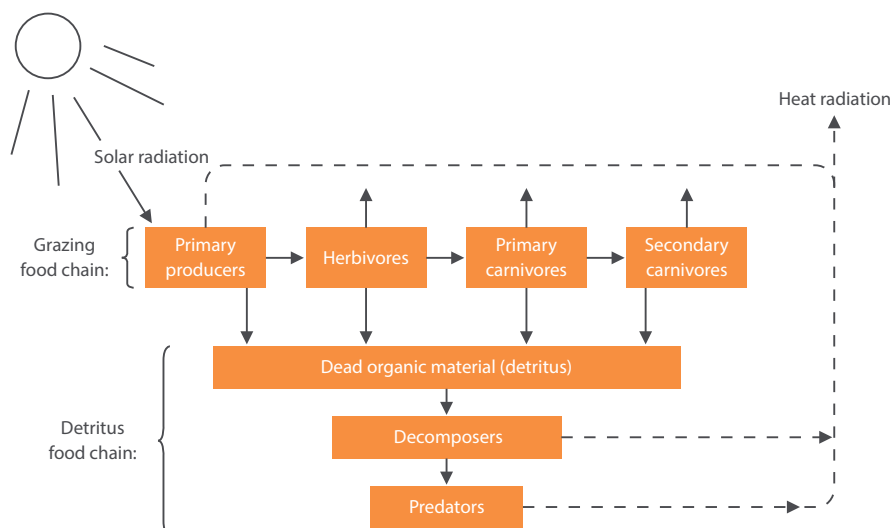 Heat radiation
Solar radiation
Grazing
food chain:
Primary
producers
Herbivores
Primary
carnivores
Secondary
carnivores
Dead organic material (detritus)
Detritus
food chain:
Decomposers
Predators